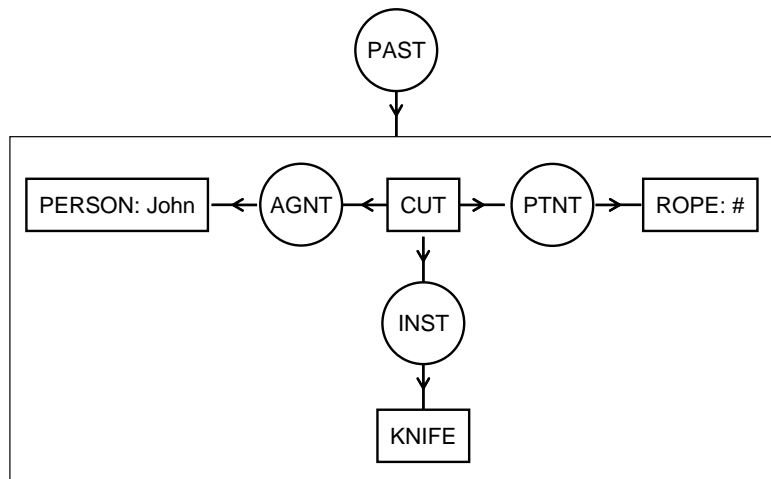 PAST
PERSON: John
AGNT
CUT
PTNT
ROPE: #
INST
KNIFE